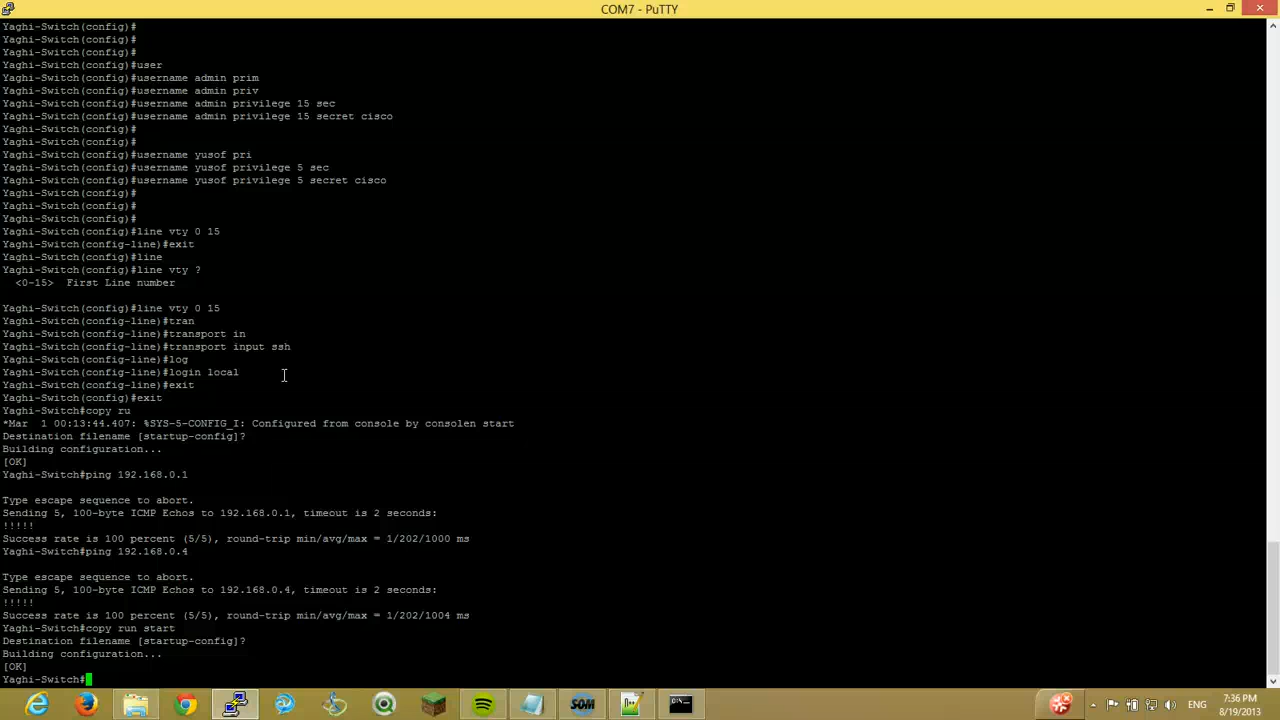 COM7 - PuTTY
Yaghi-Switch(config)#
Yaghi-Switch(config)#
Yaghi-Switch(config)#
Yaghi-Switch(config)#user
Yaghi-Switch(config)#username admin prim
Yaghi-Switch(config)#username admin priv
Yaghi-Switch(config)#username admin privilege 15 sec
Yaghi-Switch(config)#username admin privilege 15 secret cisco
Yaghi-Switch(config)#
Yaghi-Switch(config)#
Yaghi-Switch(config)#username yusof pri
Yaghi-Switch(config)#username yusof privilege 5 sec
Yaghi-Switch(config)#username yusof privilege 5 secret cisco
Yaghi-Switch(config)#
Yaghi-Switch(config)#
Yaghi-Switch(config)#
Yaghi-Switch(config)#line vty 0 15
Yaghi-Switch(config-line)#exit
Yaghi-Switch(config)#line
Yaghi-Switch(config)#line vty ?
<0-15> First Line number
Yaghi-Switch(config)#line vty 0 15
Yaghi-Switch(config-line)#tran
Yaghi-Switch(config-line)#transport in
Yaghi-Switch(config-line)#transport input ssh
Yaghi-Switch(config-line)#log
Yaghi-Switch(config-line)#login local
Yaghi-Switch(config-line)#exit
Yaghi-Switch(config)#exit
Yaghi-Switch#copy ru
*Mar 1 00:13:44.407: %SYS-5-CONFIG_I: Configured from console by consolen start
Destination filename [startup-config]?
Building configuration...
[OK]
Yaghi-Switch#ping 192.168.0.1
Type escape sequence to abort.
Sending 5, 100-byte ICMP Echos to 192.168.0.1, timeout is 2 seconds:
!!!!!
Success rate is 100 percent (5/5), round-trip min/avg/max = 1/202/1000 ms
Yaghi-Switch#ping 192.168.0.4
Type escape sequence to abort.
Sending 5, 100-byte ICMP Echos to 192.168.0.4, timeout is 2 seconds:
!!!!!
Success rate is 100 percent (5/5), round-trip min/avg/max = 1/202/1004 ms
Yaghi-Switch#copy run start
Destination filename [startup-config]?
Building configuration...
[OK]
Yaghi-Switch#
SOM
ENG
7:36 PM
8/19/2013